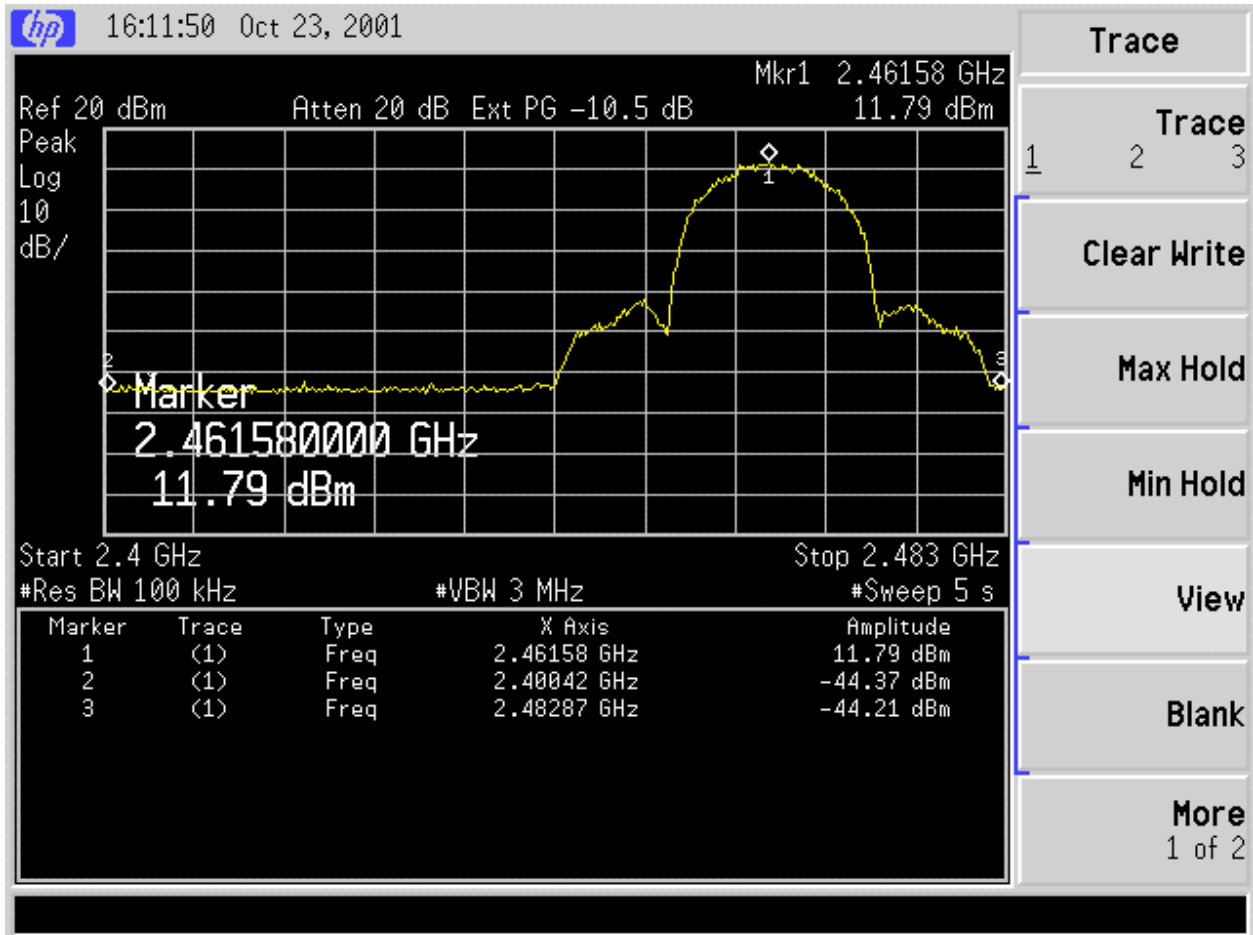 hp 16:11:50 Oct 23, 2001
Mkr1 2.46158 GHz
Ref 20 dBm Atten 20 dB Ext PG -10.5 dB 11.79 dBm
Peak
Log
10
dB/
1
2
3
Marker
2.461580000 GHz
11.79 dBm
Start 2.4 GHz Stop 2.483 GHz
#Res BW 100 kHz #VBW 3 MHz #Sweep 5 s
Marker Trace Type X Axis Amplitude
1 (1) Freq 2.46158 GHz 11.79 dBm
2 (1) Freq 2.40042 GHz -44.37 dBm
3 (1) Freq 2.48287 GHz -44.21 dBm
Trace
Trace
1 2 3
Clear Write
Max Hold
Min Hold
View
Blank
More
1 of 2